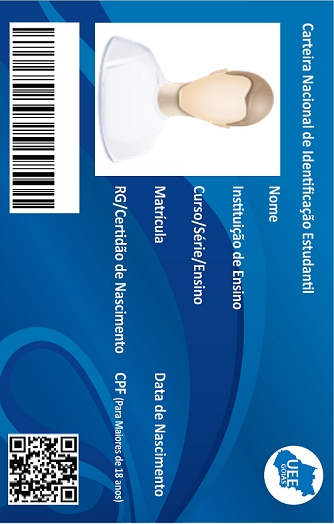 Carteira Nacional de Identificação Estudantil
UEE
GOIÁS
Nome
Instituição de Ensino
Curso/Série/Ensino
Matrícula Data de Nascimento
RG/Certidão de Nascimento CPF (Para Maiores de 18 anos)